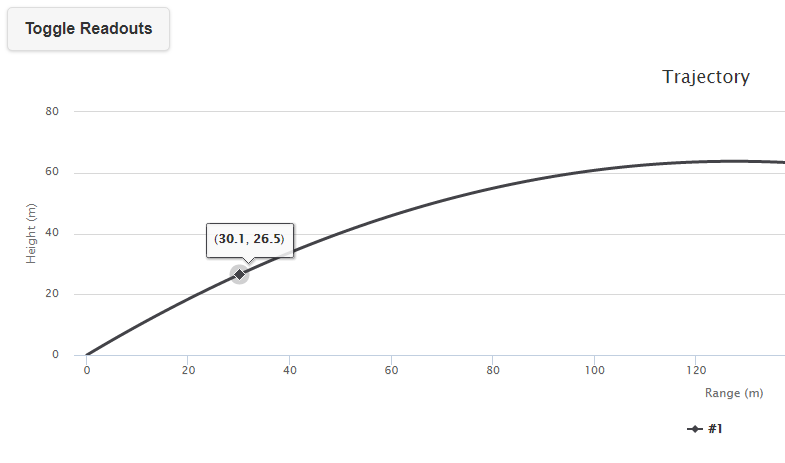 Toggle Readouts
Trajectory
80
60
40
20
0
Height (m)
(30.1, 26.5)
0 20 40 60 80 100 120
Range (m)
#1